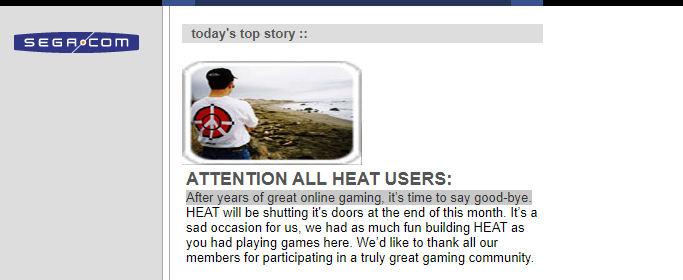 SEGA COM
today's top story ::
ATTENTION ALL HEAT USERS:
After years of great online gaming, it's time to say good-bye.
HEAT will be shutting it's doors at the end of this month. It's a
sad occasion for us, we had as much fun building HEAT as
you had playing games here. We'd like to thank all our
members for participating in a truly great gaming community.